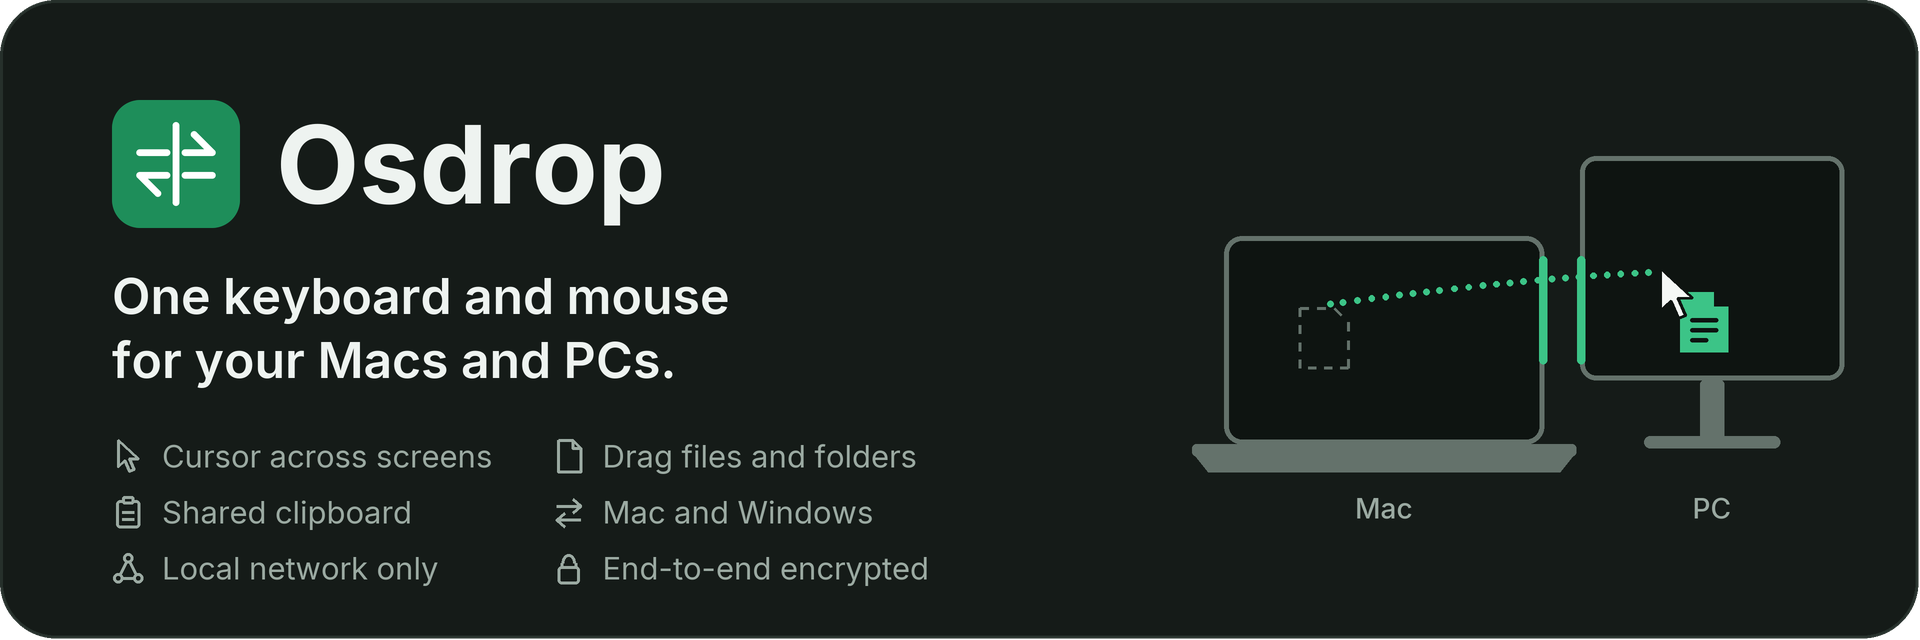 Osdrop
One keyboard and mouse
for your Macs and PCs.
Cursor across screens
Drag files and folders
Shared clipboard
Mac and Windows
Local network only
End-to-end encrypted
Mac
PC